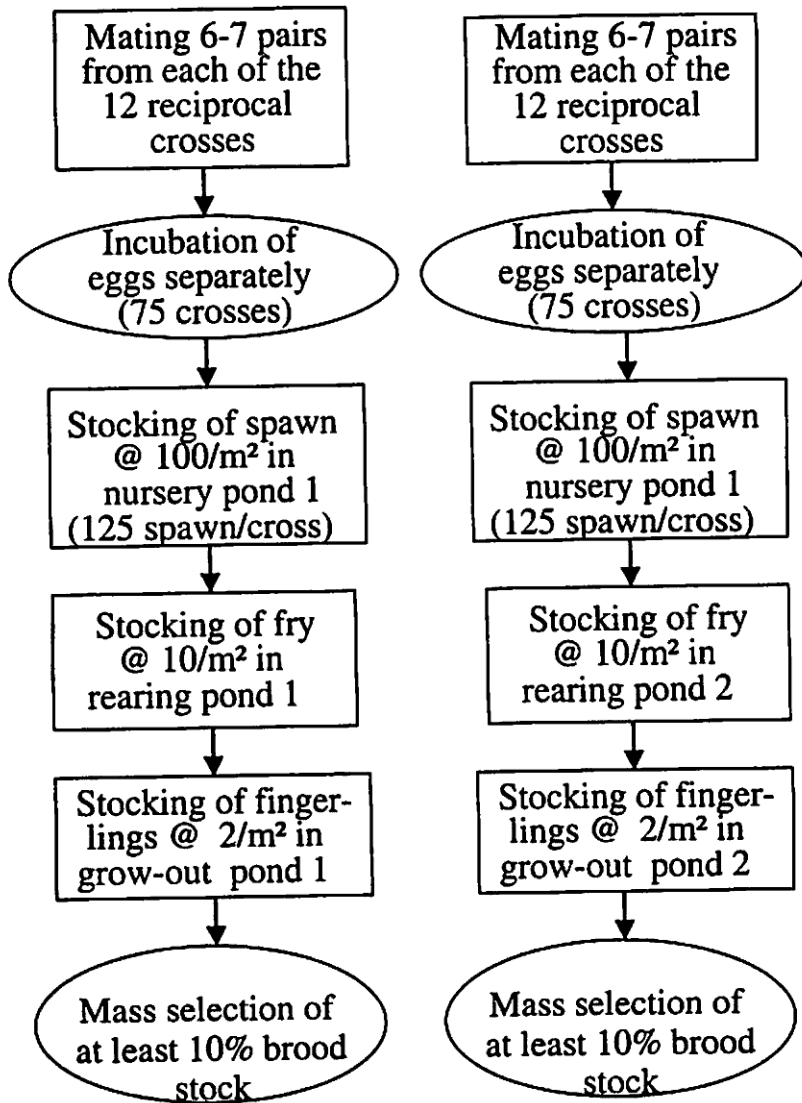 Mating 6-7 pairs
from each of the
12 reciprocal
crosses
Incubation of
eggs separately
(75 crosses)
Stocking of spawn
@ 100/m² in
nursery pond 1
(125 spawn/cross)
Stocking of fry
@ 10/m² in
rearing pond 1
Stocking of finger-
lings @ 2/m² in
grow-out pond 1
Mass selection of
at least 10% brood
stock
Mating 6-7 pairs
from each of the
12 reciprocal
crosses
Incubation of
eggs separately
(75 crosses)
Stocking of spawn
@ 100/m² in
nursery pond 1
(125 spawn/cross)
Stocking of fry
@ 10/m² in
rearing pond 2
Stocking of finger-
lings @ 2/m² in
grow-out pond 2
Mass selection of
at least 10% brood
stock